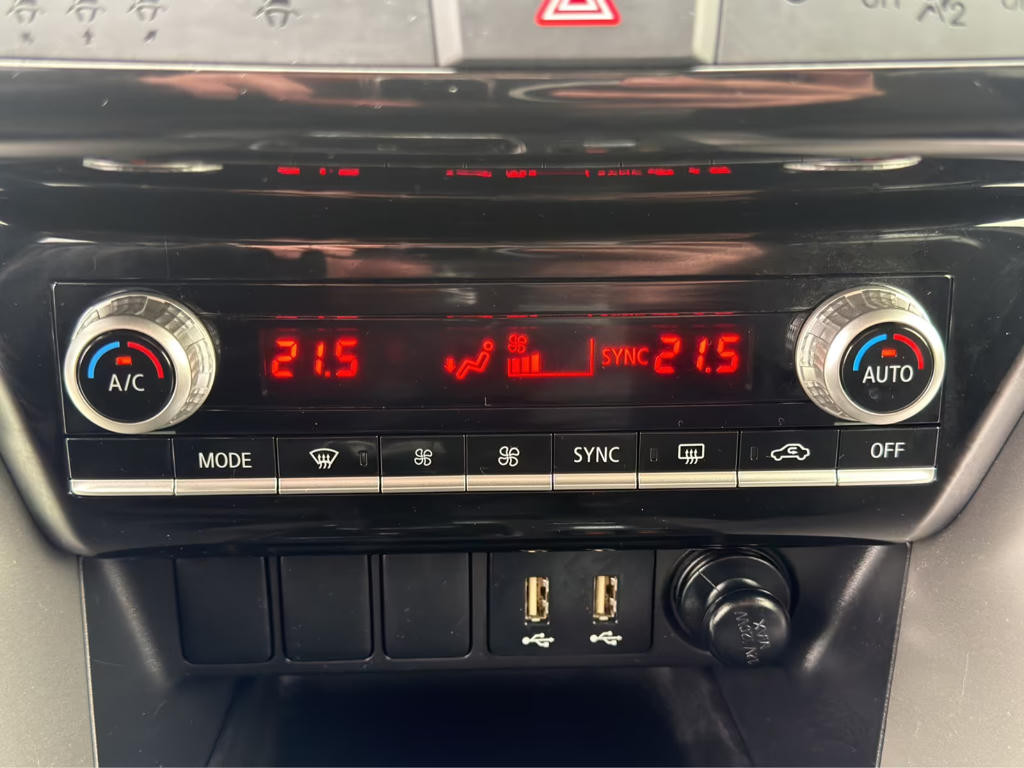 21.5 SYNC 21.5
A/C
AUTO
MODE
SYNC
OFF